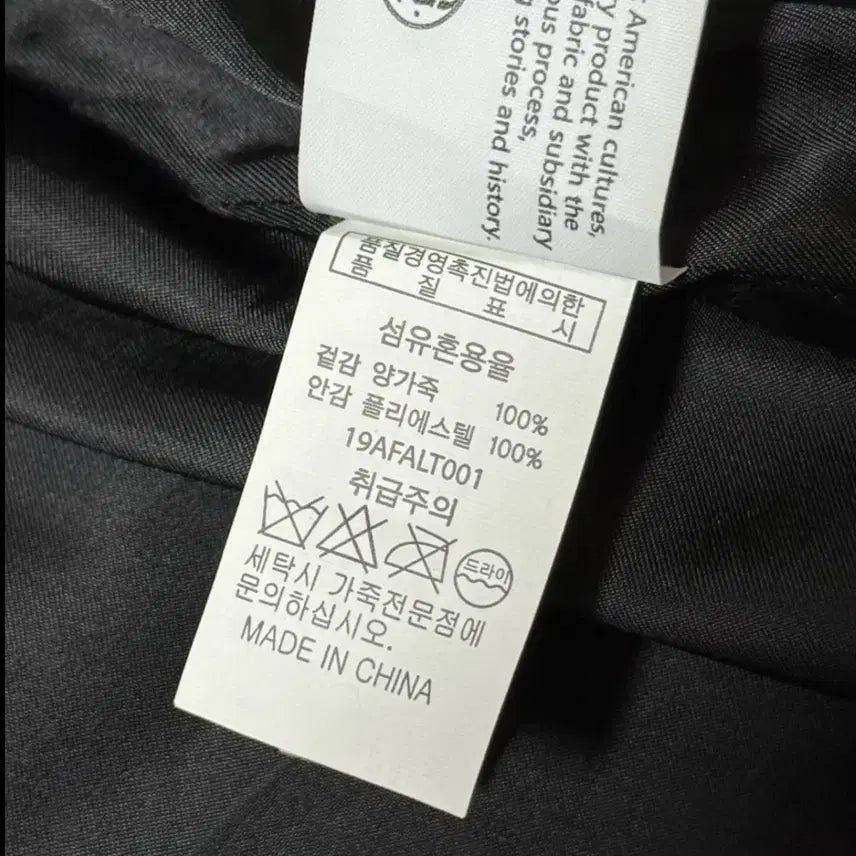 American cultures,
product with the
fabric and subsidiary
process,
stories and history.
품질경영촉진법에의한
품 질 표 시
섬유혼용율
겉감 양가죽 100%
안감 플리에스텔 100%
19AFALT001
취급주의
드라이
세탁시 가죽전문점에
문의하십시오.
MADE IN CHINA